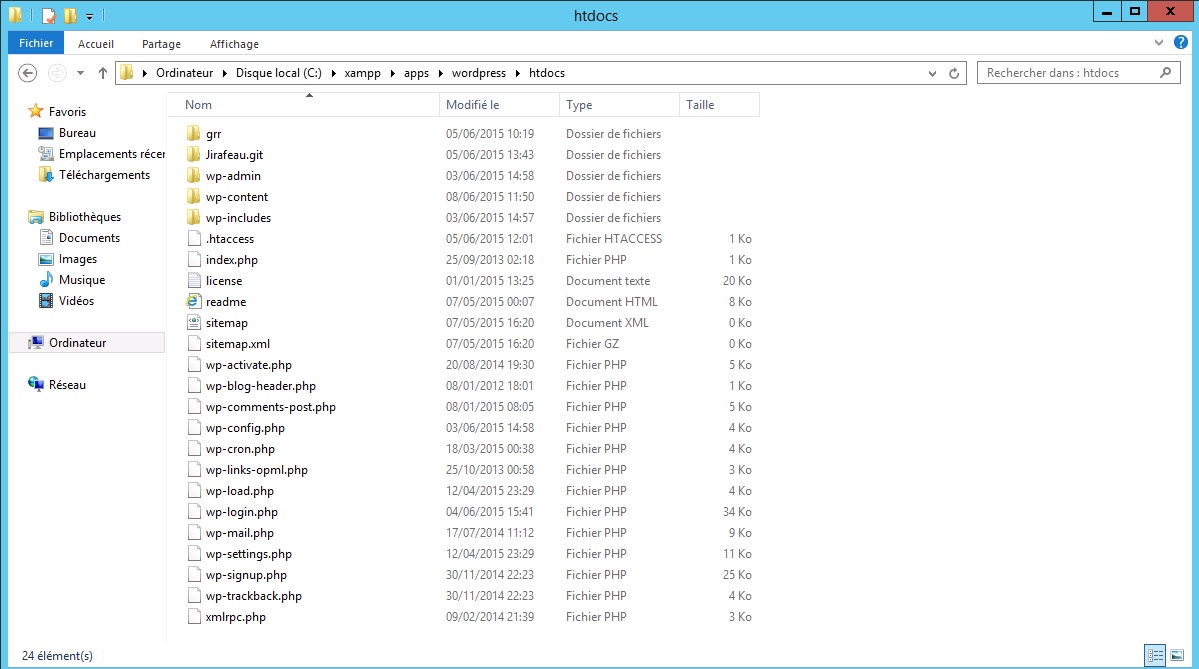 htdocs
Fichier Accueil Partage Affichage
Ordinateur Disque local (C:) xampp apps wordpress htdocs Rechercher dans : htdocs
Favoris
Bureau
Emplacements récer
Téléchargements
Bibliothèques
Documents
Images
Musique
Vidéos
Ordinateur
Réseau
Nom Modifié le Type Taille
grr 05/06/2015 10:19 Dossier de fichiers
Jirafeau.git 05/06/2015 13:43 Dossier de fichiers
wp-admin 03/06/2015 14:58 Dossier de fichiers
wp-content 08/06/2015 11:50 Dossier de fichiers
wp-includes 03/06/2015 14:57 Dossier de fichiers
.htaccess 05/06/2015 12:01 Fichier HTACCESS 1 Ko
index.php 25/09/2013 02:18 Fichier PHP 1 Ko
license 01/01/2015 13:25 Document texte 20 Ko
readme 07/05/2015 00:07 Document HTML 8 Ko
sitemap 07/05/2015 16:20 Document XML 0 Ko
sitemap.xml 07/05/2015 16:20 Fichier GZ 0 Ko
wp-activate.php 20/08/2014 19:30 Fichier PHP 5 Ko
wp-blog-header.php 08/01/2012 18:01 Fichier PHP 1 Ko
wp-comments-post.php 08/01/2015 08:05 Fichier PHP 5 Ko
wp-config.php 03/06/2015 14:58 Fichier PHP 4 Ko
wp-cron.php 18/03/2015 00:38 Fichier PHP 4 Ko
wp-links-opml.php 25/10/2013 00:58 Fichier PHP 3 Ko
wp-load.php 12/04/2015 23:29 Fichier PHP 4 Ko
wp-login.php 04/06/2015 15:41 Fichier PHP 34 Ko
wp-mail.php 17/07/2014 11:12 Fichier PHP 9 Ko
wp-settings.php 12/04/2015 23:29 Fichier PHP 11 Ko
wp-signup.php 30/11/2014 22:23 Fichier PHP 25 Ko
wp-trackback.php 30/11/2014 22:23 Fichier PHP 4 Ko
xmlrpc.php 09/02/2014 21:39 Fichier PHP 3 Ko
24 élément(s)